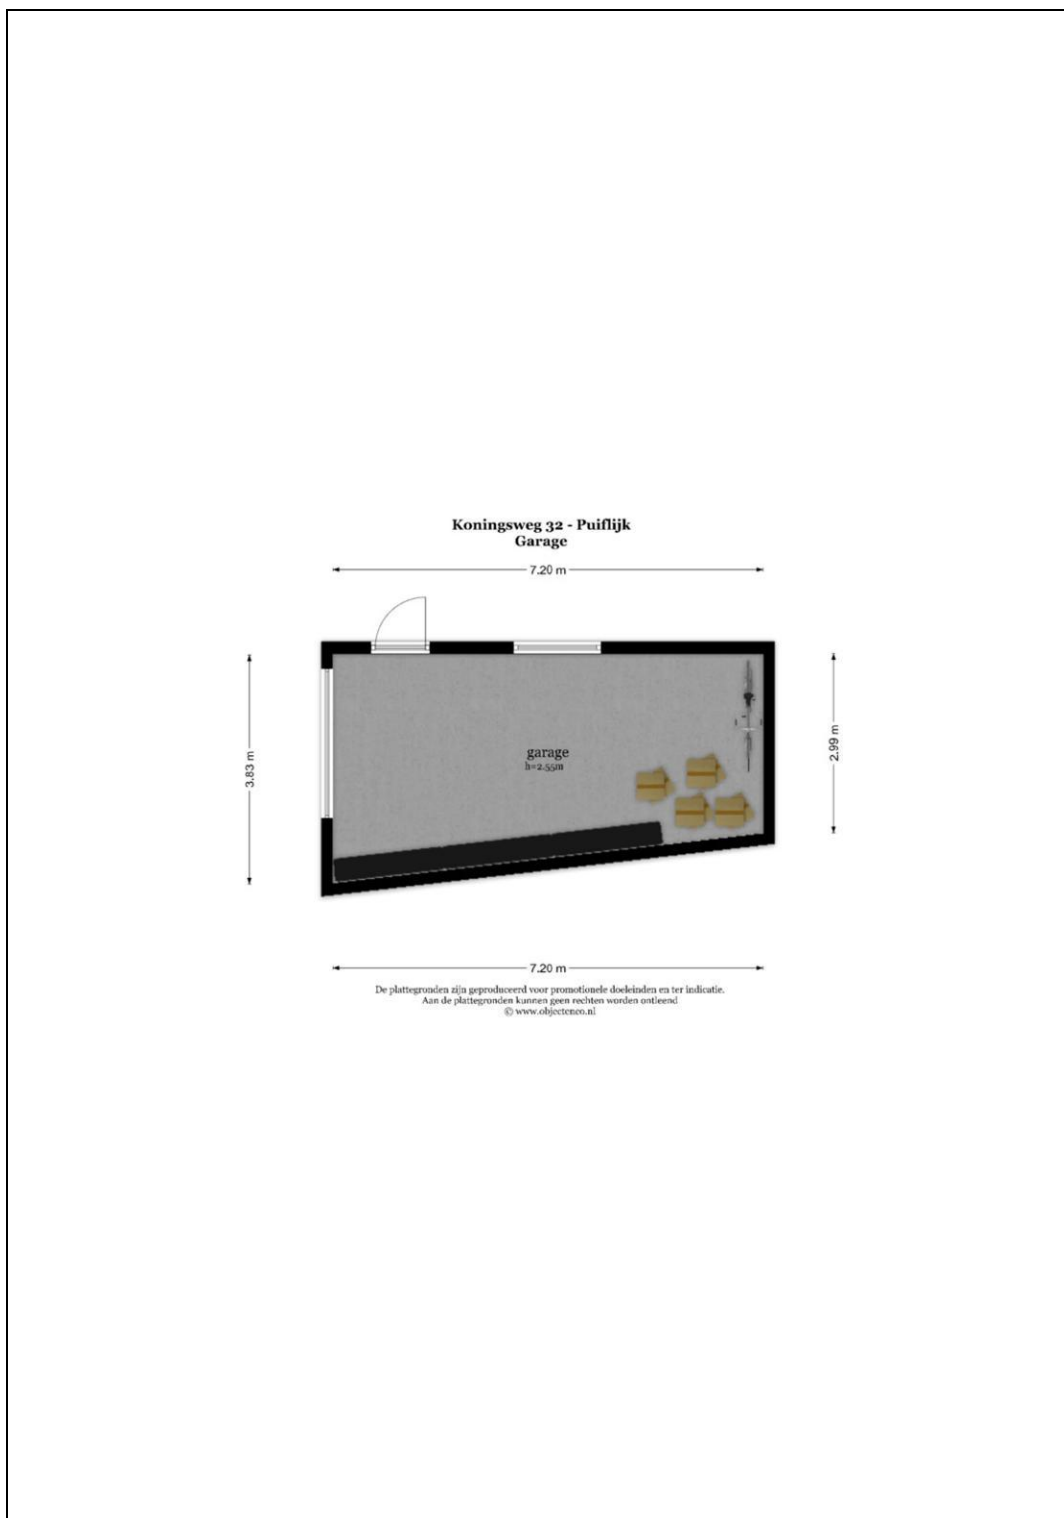 Koningsweg 32 - Puiflijk
Garage
7.20 m
3.83 m
2.99 m
garage
h=2.55m
7.20 m
De plattegronden zijn geproduceerd voor promotionele doeleinden en ter indicatie.
Aan de plattegronden kunnen geen rechten worden ontleend
© www.objectenco.nl